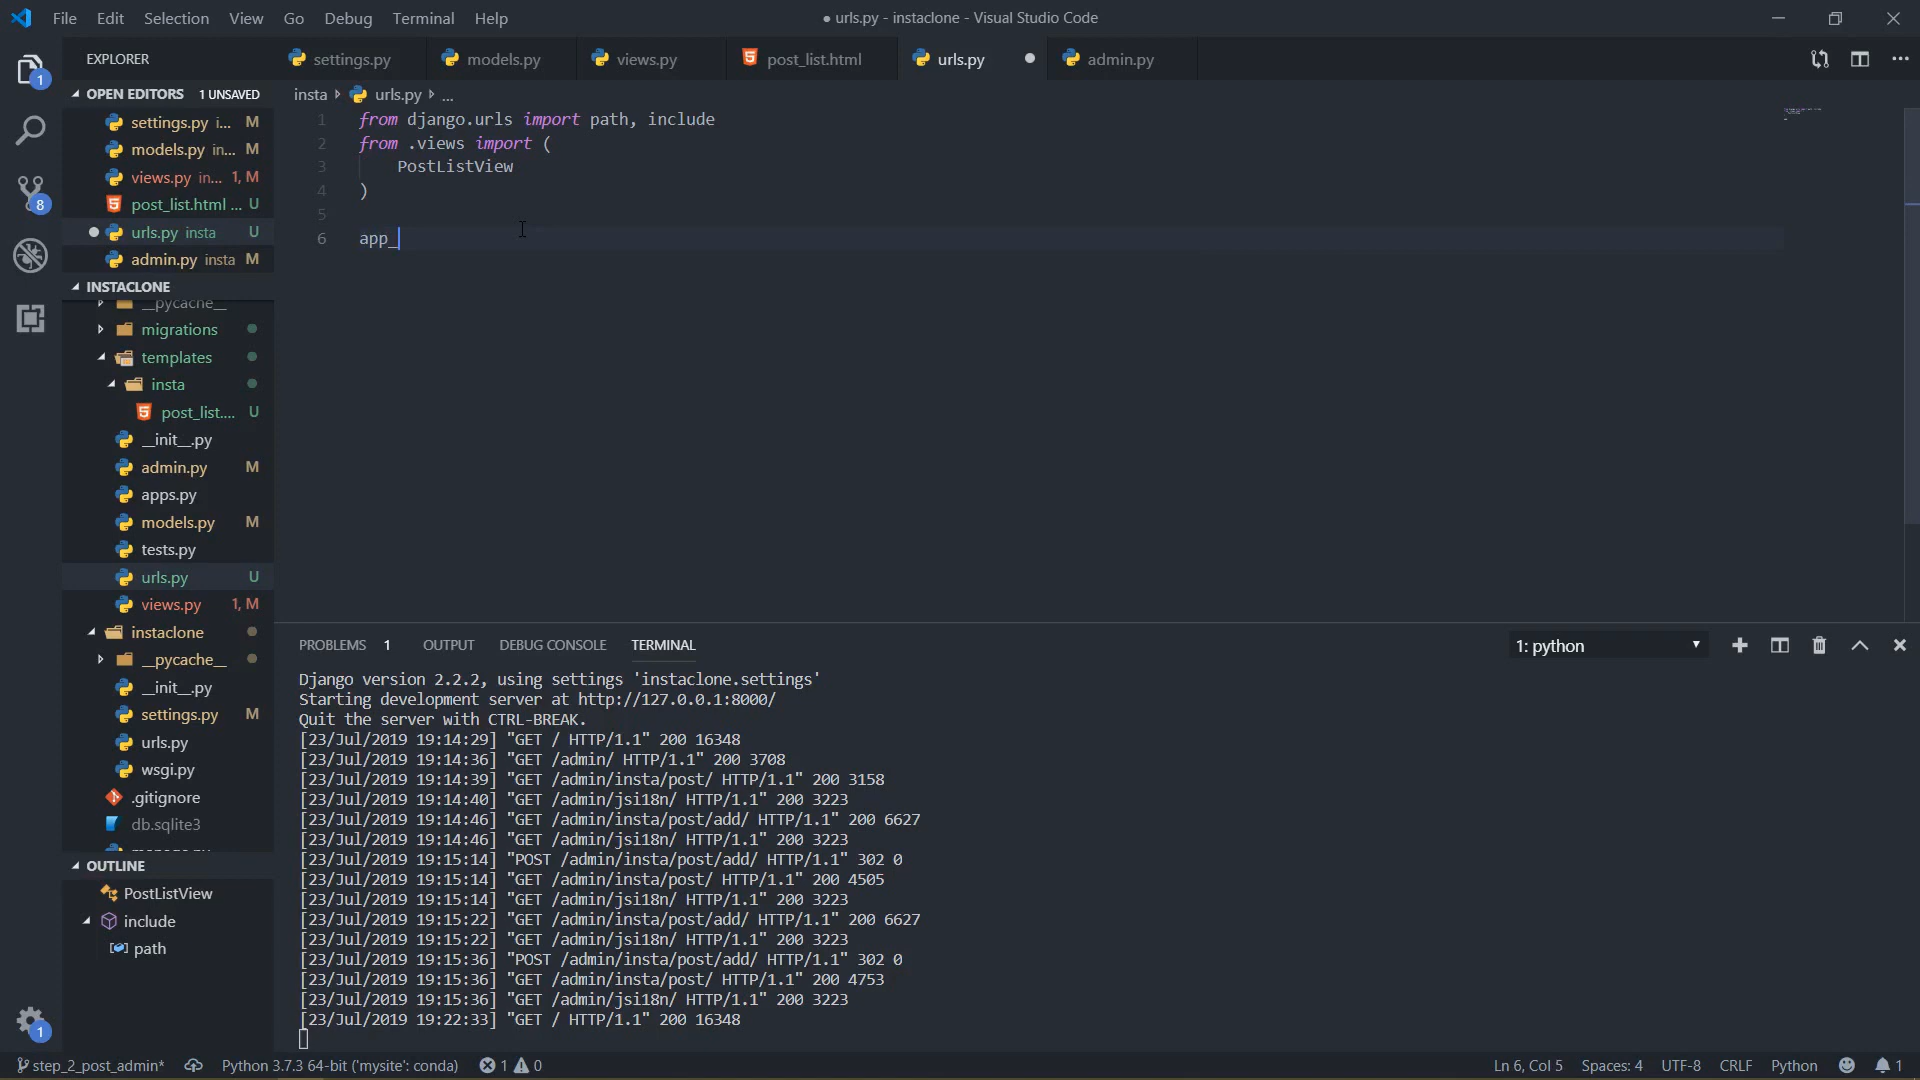 File Edit Selection View Go Debug Terminal Help
● urls.py - instaclone - Visual Studio Code
EXPLORER
settings.py models.py views.py post_list.html urls.py admin.py
OPEN EDITORS 1 UNSAVED
settings.py i... M
models.py in... M
views.py in... 1, M
post_list.html ... U
urls.py insta U
admin.py insta M
INSTACLONE
__pycache__
migrations
templates
insta
post_list.... U
__init__.py
admin.py M
apps.py
models.py M
tests.py
urls.py U
views.py 1, M
instaclone
__pycache__
__init__.py
settings.py M
urls.py
wsgi.py
.gitignore
db.sqlite3
OUTLINE
PostListView
include
path
insta urls.py ...
1 from django.urls import path, include
2 from .views import (
3 PostListView
4 )
5
6 app_
PROBLEMS 1 OUTPUT DEBUG CONSOLE TERMINAL
1: python
Django version 2.2.2, using settings 'instaclone.settings'
Starting development server at http://127.0.0.1:8000/
Quit the server with CTRL-BREAK.
[23/Jul/2019 19:14:29] "GET / HTTP/1.1" 200 16348
[23/Jul/2019 19:14:36] "GET /admin/ HTTP/1.1" 200 3708
[23/Jul/2019 19:14:39] "GET /admin/insta/post/ HTTP/1.1" 200 3158
[23/Jul/2019 19:14:40] "GET /admin/jsi18n/ HTTP/1.1" 200 3223
[23/Jul/2019 19:14:46] "GET /admin/insta/post/add/ HTTP/1.1" 200 6627
[23/Jul/2019 19:14:46] "GET /admin/jsi18n/ HTTP/1.1" 200 3223
[23/Jul/2019 19:15:14] "POST /admin/insta/post/add/ HTTP/1.1" 302 0
[23/Jul/2019 19:15:14] "GET /admin/insta/post/ HTTP/1.1" 200 4505
[23/Jul/2019 19:15:14] "GET /admin/jsi18n/ HTTP/1.1" 200 3223
[23/Jul/2019 19:15:22] "GET /admin/insta/post/add/ HTTP/1.1" 200 6627
[23/Jul/2019 19:15:22] "GET /admin/jsi18n/ HTTP/1.1" 200 3223
[23/Jul/2019 19:15:36] "POST /admin/insta/post/add/ HTTP/1.1" 302 0
[23/Jul/2019 19:15:36] "GET /admin/insta/post/ HTTP/1.1" 200 4753
[23/Jul/2019 19:15:36] "GET /admin/jsi18n/ HTTP/1.1" 200 3223
[23/Jul/2019 19:22:33] "GET / HTTP/1.1" 200 16348
1
8
1
step_2_post_admin* Python 3.7.3 64-bit ('mysite': conda) 1 0 Ln 6, Col 5 Spaces: 4 UTF-8 CRLF Python 1